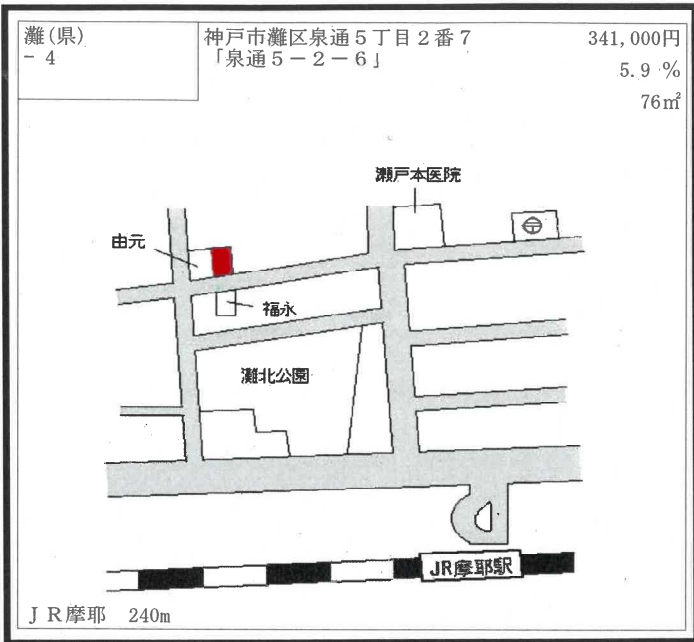 灘(県)
－ 4
神戸市灘区泉通５丁目２番７
「泉通５－２－６」
341,000円
5.9 %
76㎡
瀬戸本医院
〒
由元
福永
灘北公園
JR摩耶駅
ＪＲ摩耶 240m